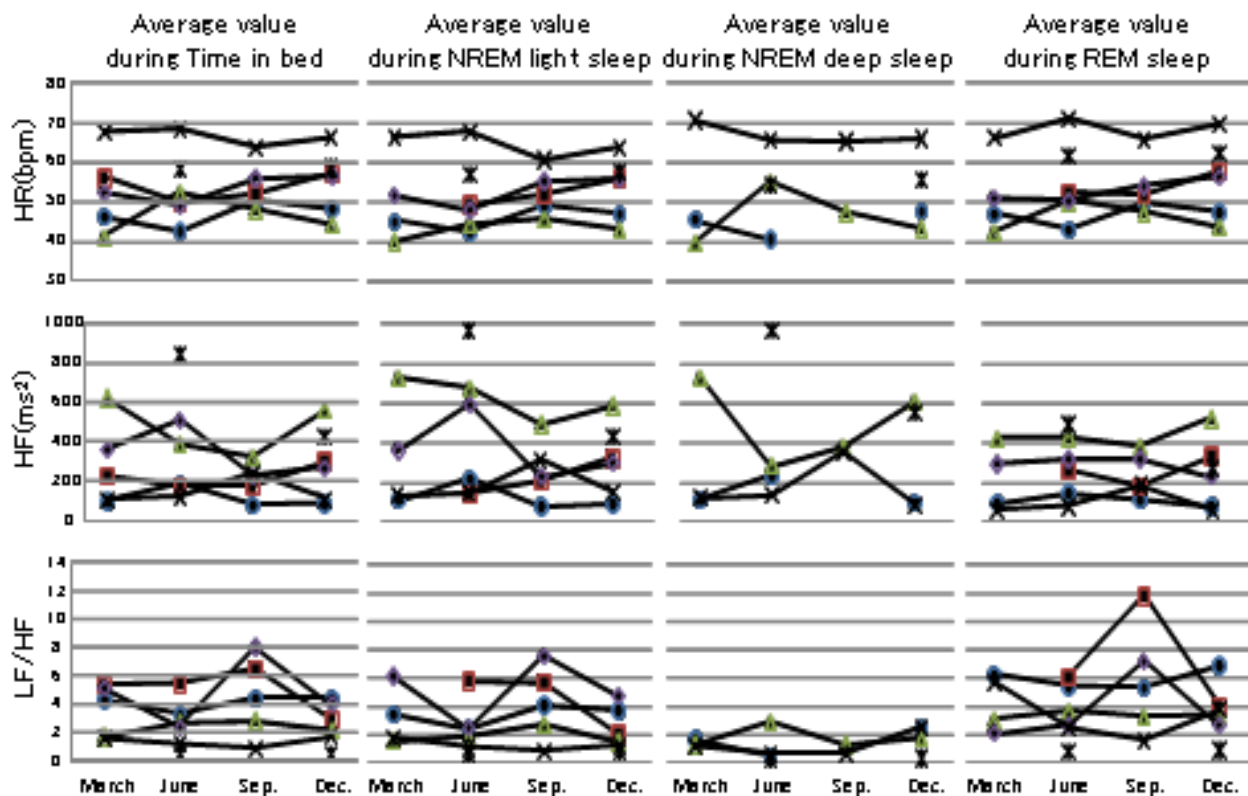 Average value
during Time in bed
Average value
during NREM light sleep
Average value
during NREM deep sleep
Average value
during REM sleep
HR(bpm)
80
70
60
50
40
30
HF(ms²)
1000
800
600
400
200
0
LF/HF
14
12
10
8
6
4
2
0
March June Sep. Dec.
March June Sep. Dec.
March June Sep. Dec.
March June Sep. Dec.